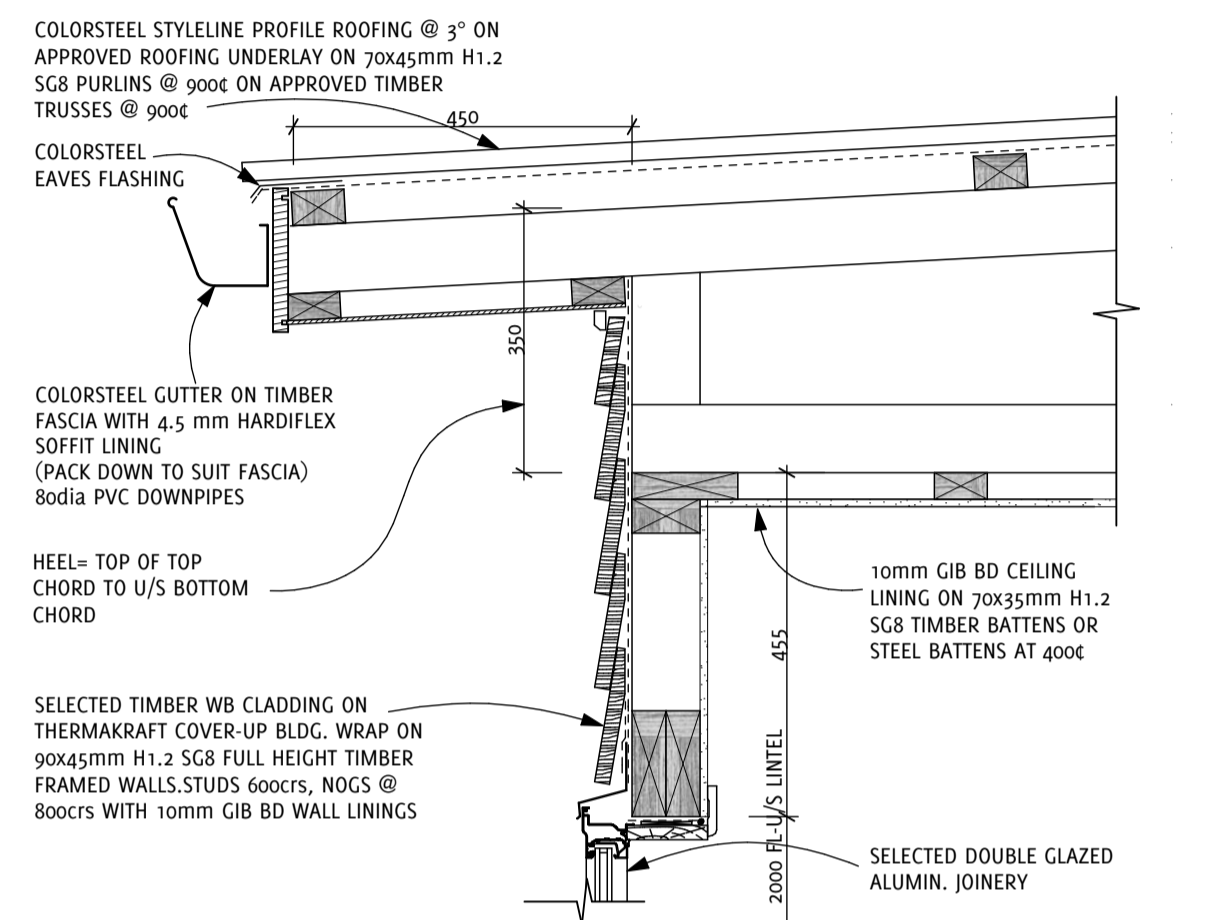 COLORSTEEL STYLELINE PROFILE ROOFING @ 3° ON
APPROVED ROOFING UNDERLAY ON 70x45mm H1.2
SG8 PURLINS @ 900¢ ON APPROVED TIMBER
TRUSSES @ 900¢
450
COLORSTEEL
EAVES FLASHING
350
COLORSTEEL GUTTER ON TIMBER
FASCIA WITH 4.5 mm HARDIFLEX
SOFFIT LINING
(PACK DOWN TO SUIT FASCIA)
80dia PVC DOWNPIPES
HEEL= TOP OF TOP
CHORD TO U/S BOTTOM
CHORD
10mm GIB BD CEILING
LINING ON 70x35mm H1.2
SG8 TIMBER BATTENS OR
STEEL BATTENS AT 400¢
455
SELECTED TIMBER WB CLADDING ON
THERMAKRAFT COVER-UP BLDG. WRAP ON
90x45mm H1.2 SG8 FULL HEIGHT TIMBER
FRAMED WALLS.STUDS 600crs, NOGS @
800crs WITH 10mm GIB BD WALL LININGS
2000 FL-U/S LINTEL
SELECTED DOUBLE GLAZED
ALUMIN. JOINERY